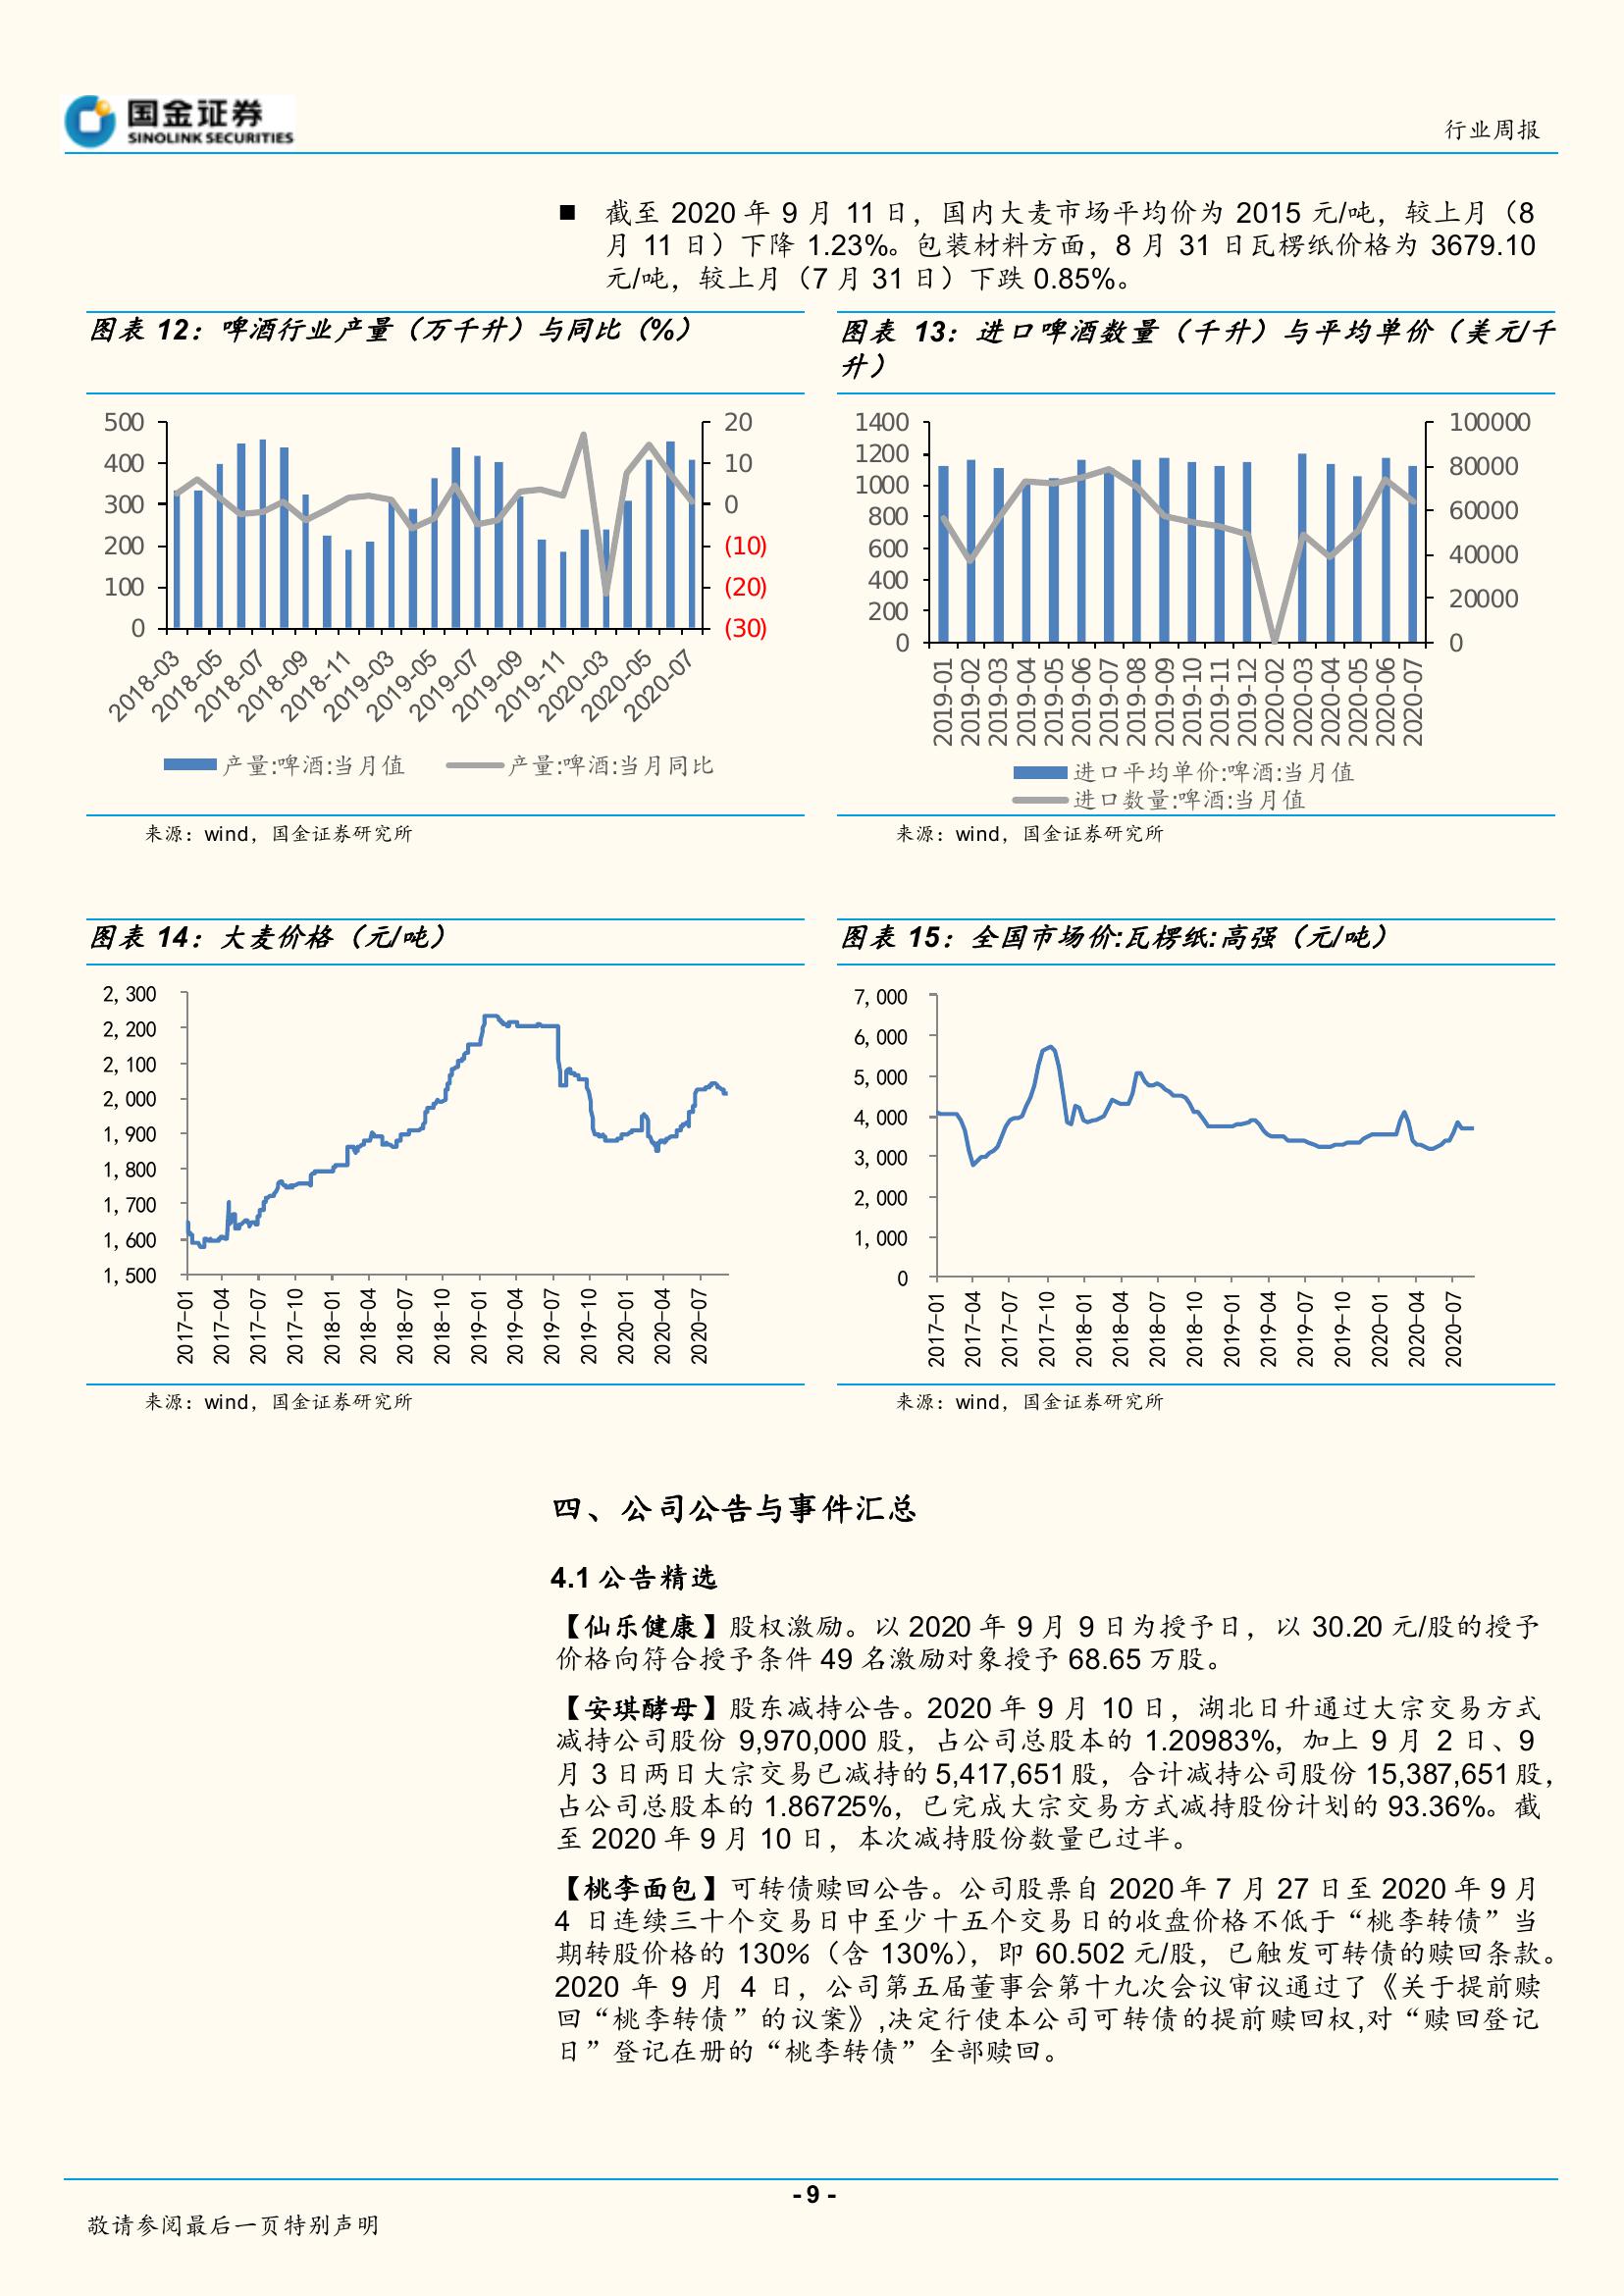 国金证券
SINOLINK SECURITIES
行业周报
■ 截至 2020 年 9 月 11 日，国内大麦市场平均价为 2015 元/吨，较上月（8
月 11 日）下降 1.23%。包装材料方面，8 月 31 日瓦楞纸价格为 3679.10
元/吨，较上月（7 月 31 日）下跌 0.85%。
图表 12：啤酒行业产量（万千升）与同比（%）
500
400
300
200
100
0
20
10
0
(10)
(20)
(30)
2018-03
2018-05
2018-07
2018-09
2018-11
2019-03
2019-05
2019-07
2019-09
2019-11
2020-03
2020-05
2020-07
产量:啤酒:当月值
产量:啤酒:当月同比
来源：wind，国金证券研究所
图表 13：进口啤酒数量（千升）与平均单价（美元/千
升）
1400
1200
1000
800
600
400
200
0
100000
80000
60000
40000
20000
0
2019-01
2019-02
2019-03
2019-04
2019-05
2019-06
2019-07
2019-08
2019-09
2019-10
2019-11
2019-12
2020-02
2020-03
2020-04
2020-05
2020-06
2020-07
进口平均单价:啤酒:当月值
进口数量:啤酒:当月值
来源：wind，国金证券研究所
图表 14：大麦价格（元/吨）
2,300
2,200
2,100
2,000
1,900
1,800
1,700
1,600
1,500
2017-01
2017-04
2017-07
2017-10
2018-01
2018-04
2018-07
2018-10
2019-01
2019-04
2019-07
2019-10
2020-01
2020-04
2020-07
来源：wind，国金证券研究所
图表 15：全国市场价:瓦楞纸:高强（元/吨）
7,000
6,000
5,000
4,000
3,000
2,000
1,000
0
2017-01
2017-04
2017-07
2017-10
2018-01
2018-04
2018-07
2018-10
2019-01
2019-04
2019-07
2019-10
2020-01
2020-04
2020-07
来源：wind，国金证券研究所
四、公司公告与事件汇总
4.1 公告精选
【仙乐健康】股权激励。以 2020 年 9 月 9 日为授予日，以 30.20 元/股的授予
价格向符合授予条件 49 名激励对象授予 68.65 万股。
【安琪酵母】股东减持公告。2020 年 9 月 10 日，湖北日升通过大宗交易方式
减持公司股份 9,970,000 股，占公司总股本的 1.20983%，加上 9 月 2 日、9
月 3 日两日大宗交易已减持的 5,417,651 股，合计减持公司股份 15,387,651 股，
占公司总股本的 1.86725%，已完成大宗交易方式减持股份计划的 93.36%。截
至 2020 年 9 月 10 日，本次减持股份数量已过半。
【桃李面包】可转债赎回公告。公司股票自 2020 年 7 月 27 日至 2020 年 9 月
4 日连续三十个交易日中至少十五个交易日的收盘价格不低于“桃李转债”当
期转股价格的 130%（含 130%），即 60.502 元/股，已触发可转债的赎回条款。
2020 年 9 月 4 日，公司第五届董事会第十九次会议审议通过了《关于提前赎
回“桃李转债”的议案》,决定行使本公司可转债的提前赎回权,对“赎回登记
日”登记在册的“桃李转债”全部赎回。
- 9 -
敬请参阅最后一页特别声明